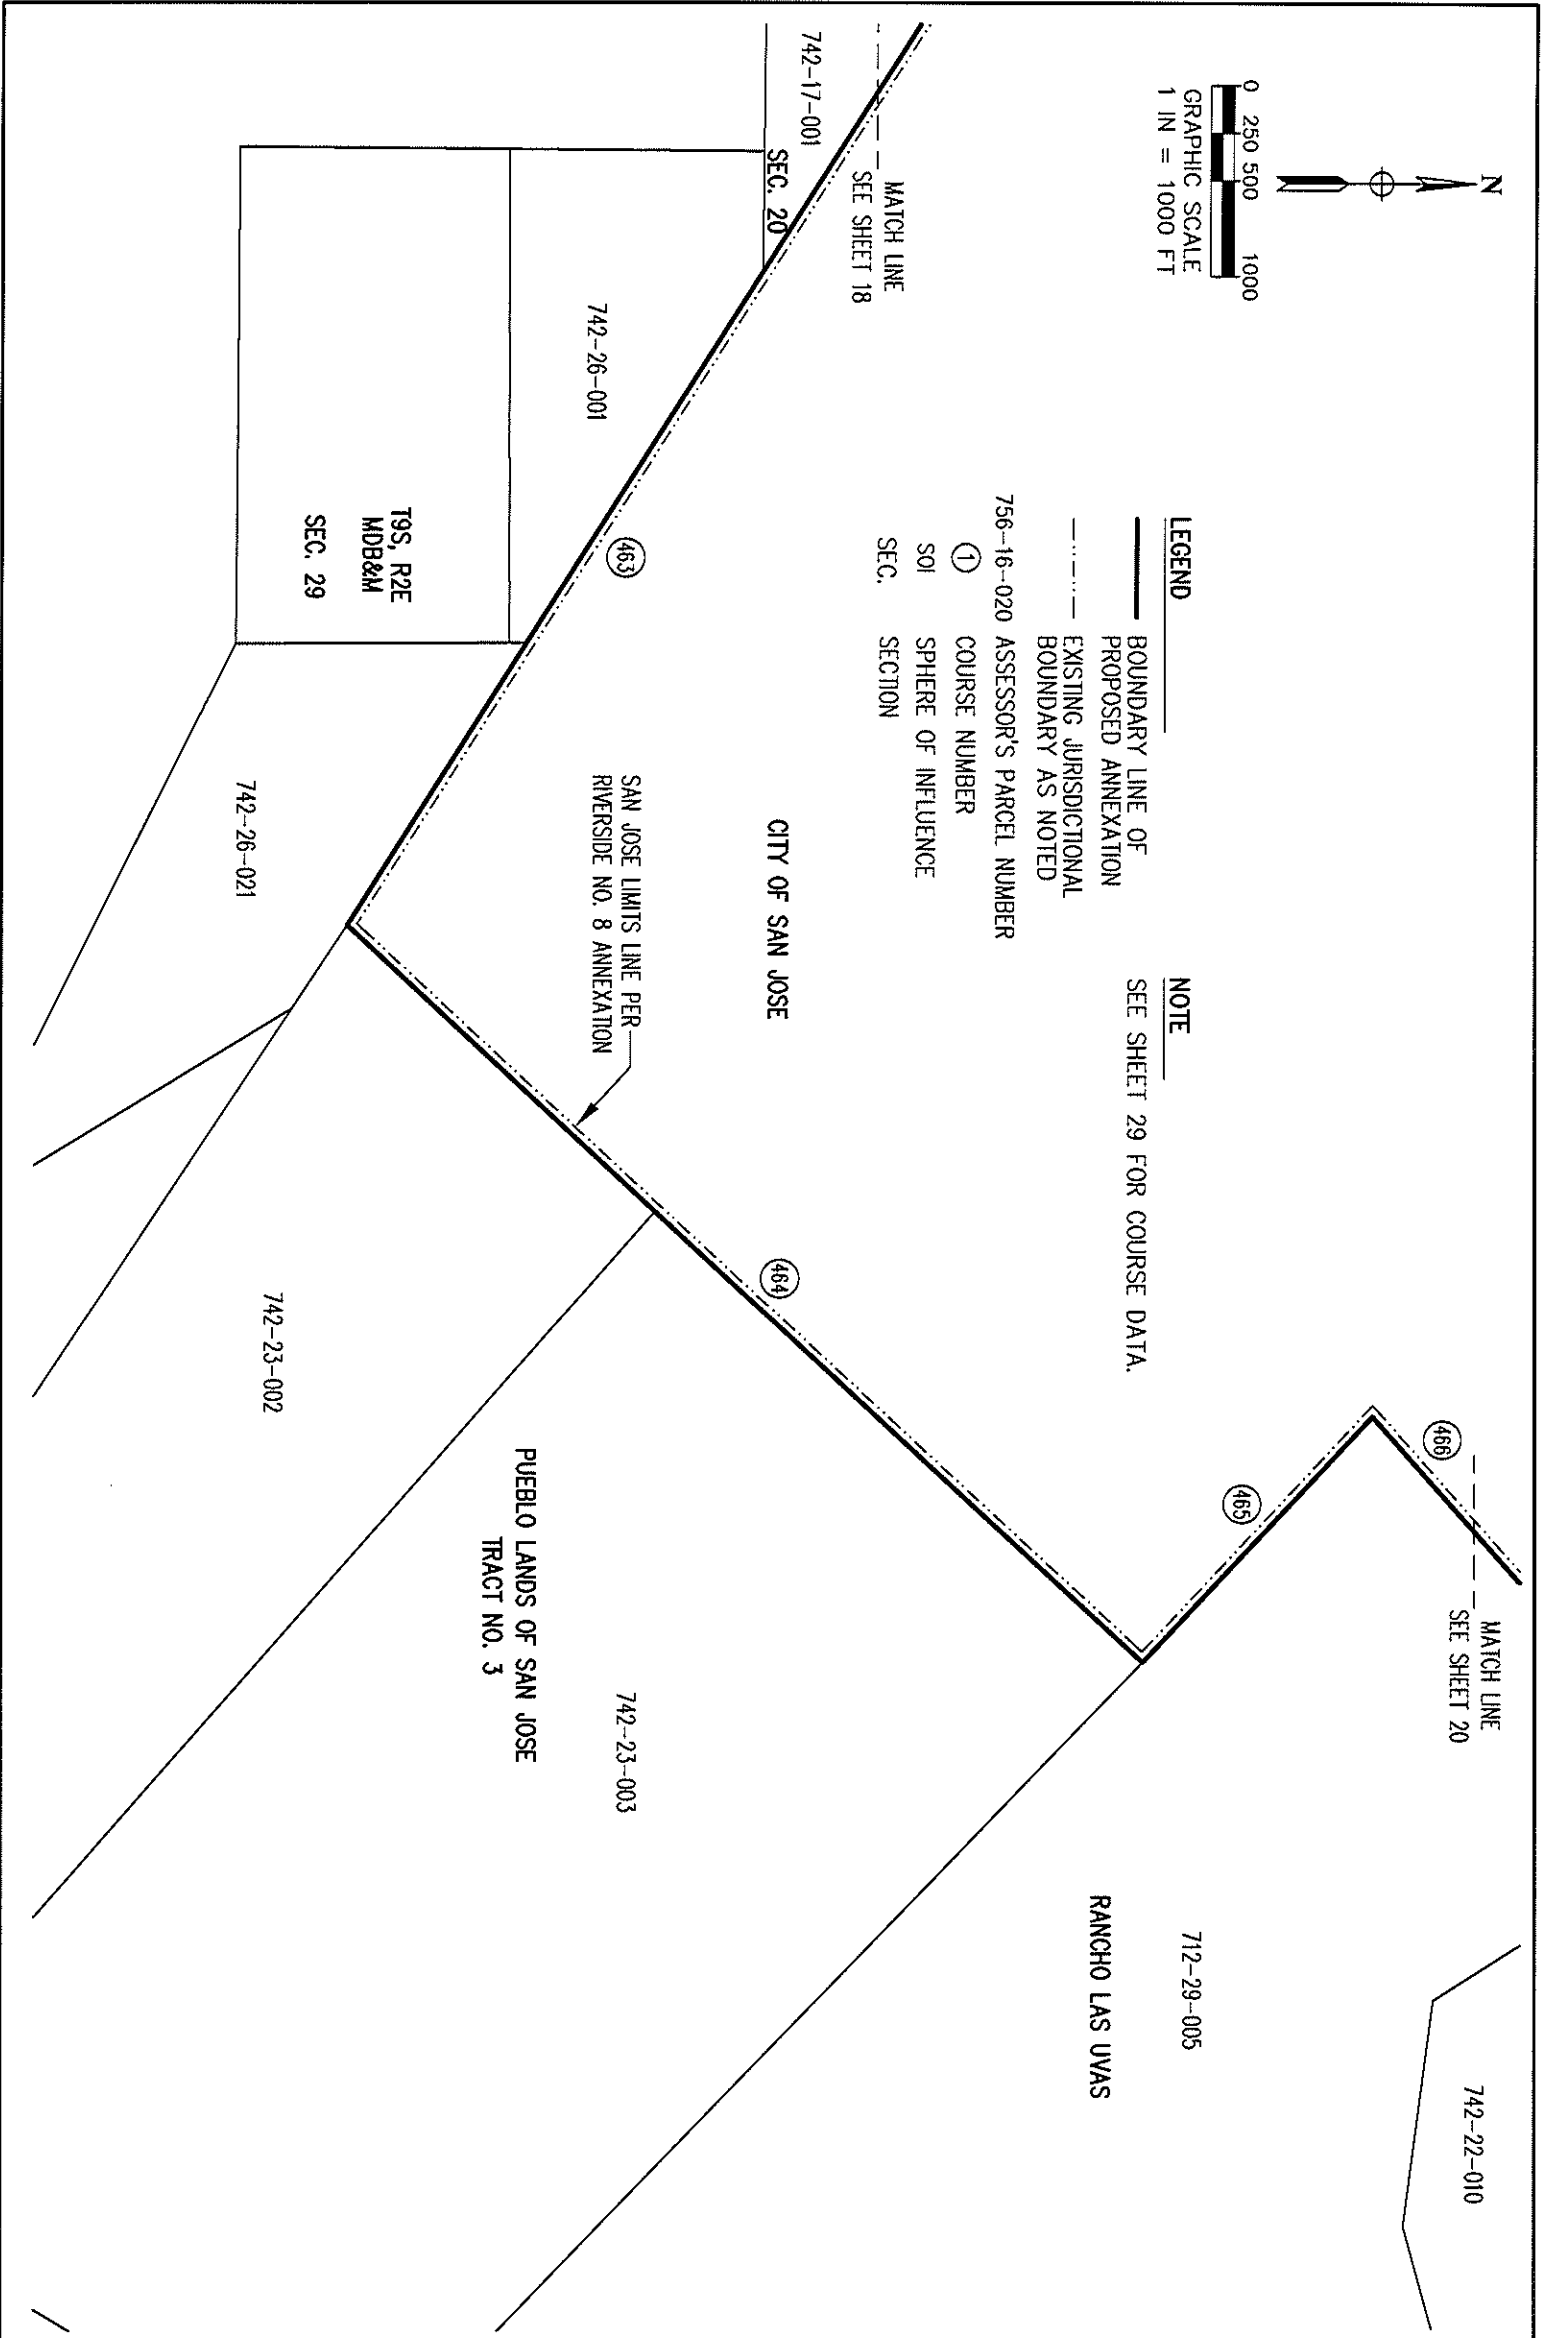 N
0 250 500 1000
GRAPHIC SCALE
1 IN = 1000 FT
LEGEND
BOUNDARY LINE OF
PROPOSED ANNEXATION
EXISTING JURISDICTIONAL
BOUNDARY AS NOTED
756-16-020 ASSESSOR'S PARCEL NUMBER
1 COURSE NUMBER
SOI SPHERE OF INFLUENCE
SEC. SECTION
NOTE
SEE SHEET 29 FOR COURSE DATA.
MATCH LINE
SEE SHEET 20
466
465
742-22-010
712-29-005
RANCHO LAS UVAS
MATCH LINE
SEE SHEET 18
742-17-001
SEC. 20
CITY OF SAN JOSE
464
SAN JOSE LIMITS LINE PER
RIVERSIDE NO. 8 ANNEXATION
463
742-26-001
742-23-003
PUEBLO LANDS OF SAN JOSE
TRACT NO. 3
T9S, R2E
MDB&M
SEC. 29
742-23-002
742-26-021